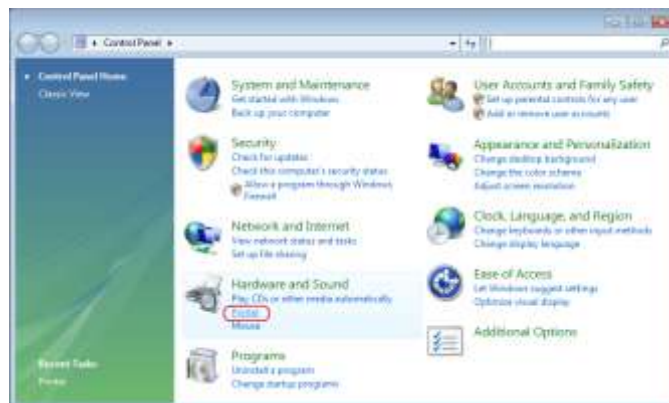 Control Panel
Control Panel Home
Classic View
System and Maintenance
Get started with Windows
Back up your computer
Security
Check for updates
Check this computer's security status
Allow a program through Windows
Firewall
Network and Internet
View network status and tasks
Set up file sharing
Hardware and Sound
Play CDs or other media automatically
Printer
Mouse
Programs
Uninstall a program
Change startup programs
User Accounts and Family Safety
Set up parental controls for any user
Add or remove user accounts
Appearance and Personalization
Change desktop background
Change the color scheme
Adjust screen resolution
Clock, Language, and Region
Change keyboards or other input methods
Change display language
Ease of Access
Let Windows suggest settings
Optimize visual display
Additional Options
Recent Tasks
Printer